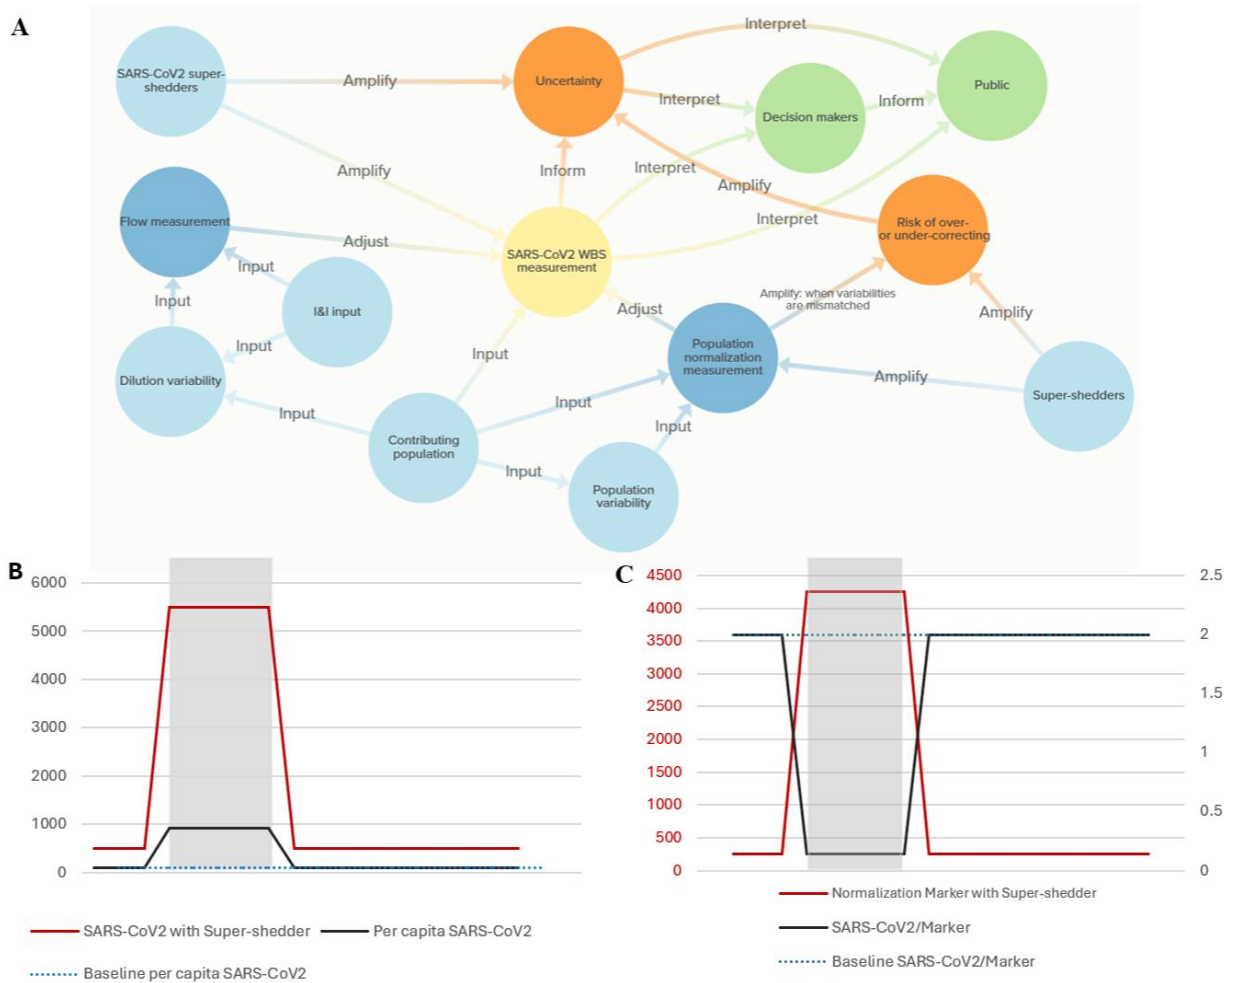 A
SARS-CoV2 super-
shedders
Amplify
Uncertainty
Interpret
Public
Interpret
Decision makers
Inform
Amplify
Inform
Interpret
Amplify
Flow measurement
Adjust
SARS-CoV2 WBS
measurement
Interpret
Risk of over-
or under-correcting
Input
Input
I&I input
Adjust
Amplify: when variabilities
are mismatched
Amplify
Input
Dilution variability
Input
Population
normalization
measurement
Amplify
Super-shedders
Input
Input
Contributing
population
Input
Input
Population
variability
B
6000
5000
4000
3000
2000
1000
0
SARS-CoV2 with Super-shedder
Per capita SARS-CoV2
Baseline per capita SARS-CoV2
C
4500
4000
3500
3000
2500
2000
1500
1000
500
0
2.5
2
1.5
1
0.5
0
Normalization Marker with Super-shedder
SARS-CoV2/Marker
Baseline SARS-CoV2/Marker